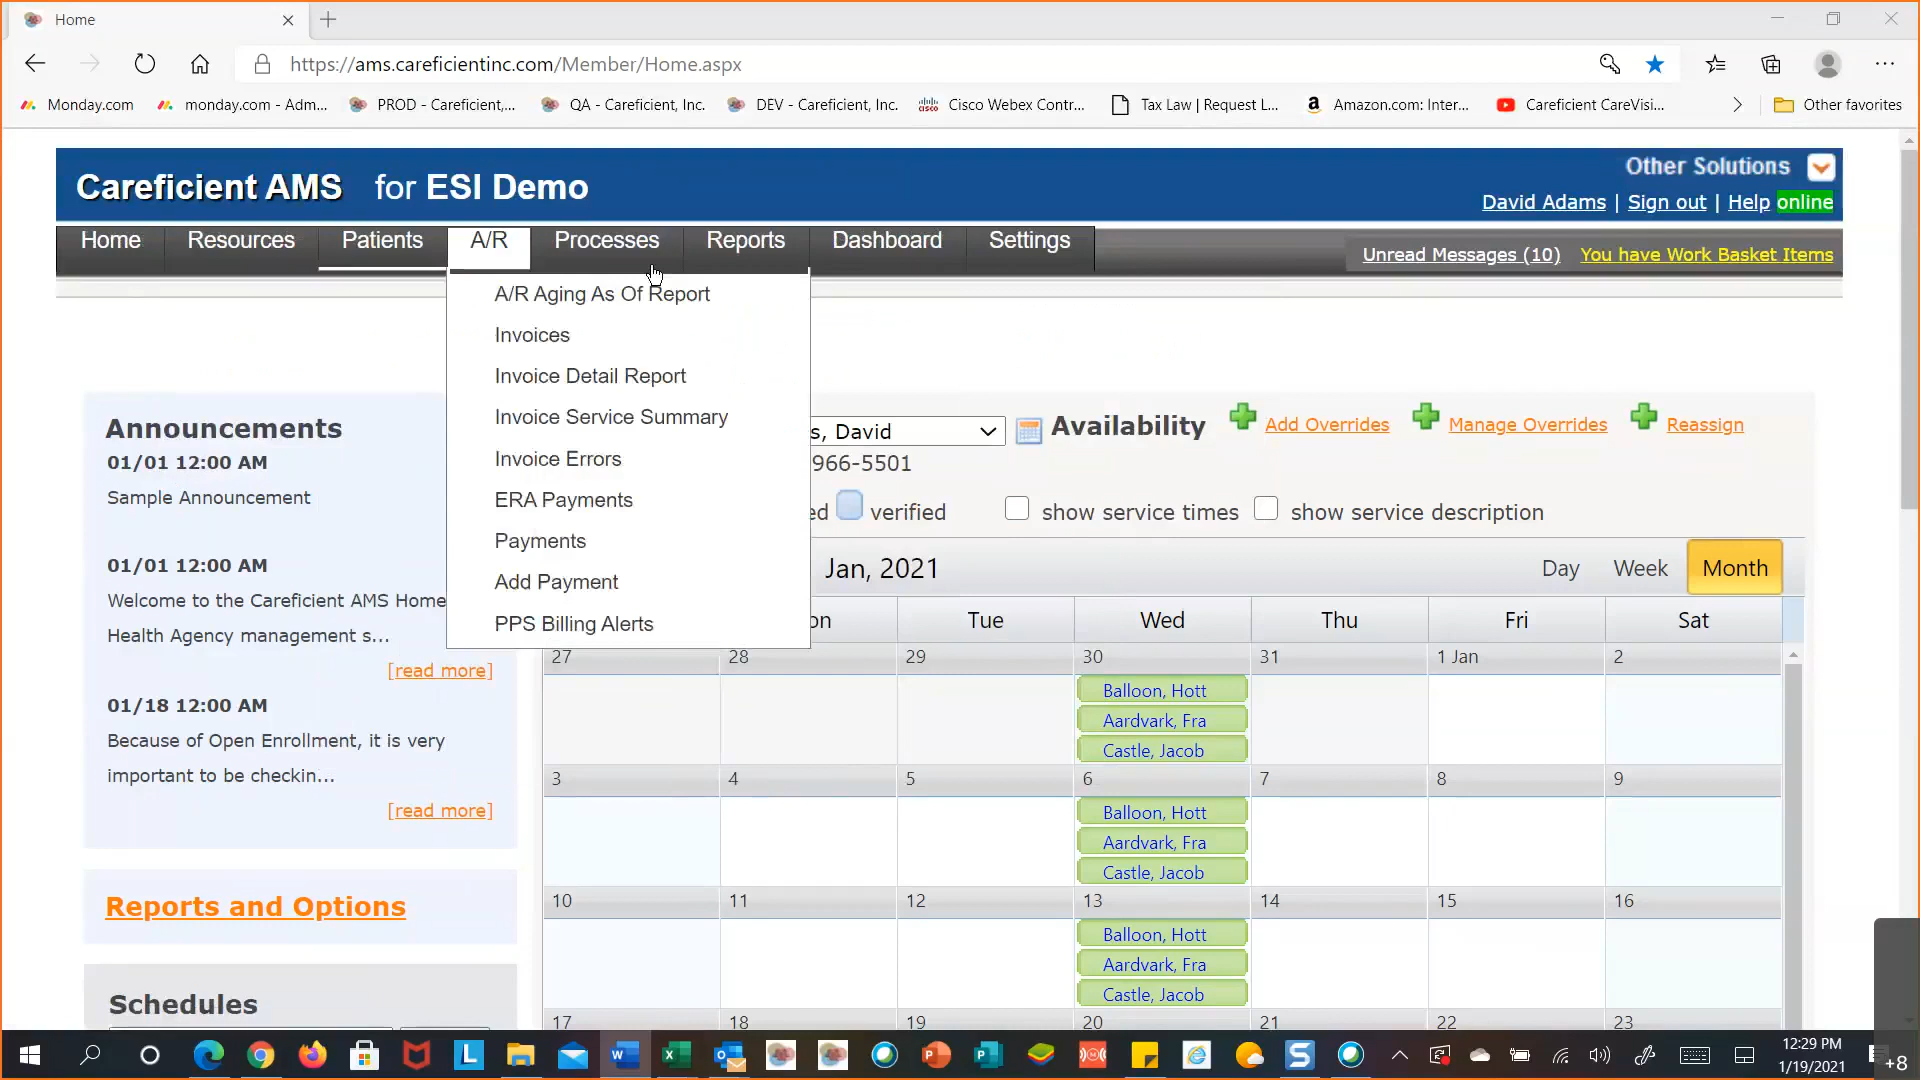 Home
https://ams.careficientinc.com/Member/Home.aspx
Monday.com
monday.com - Adm...
PROD - Careficient,...
QA - Careficient, Inc.
DEV - Careficient, Inc.
Cisco Webex Contr...
Tax Law | Request L...
Amazon.com: Inter...
Careficient CareVisi...
Other favorites
Careficient AMS for ESI Demo
Other Solutions
David Adams | Sign out | Help online
Home Resources Patients A/R Processes Reports Dashboard Settings
Unread Messages (10) You have Work Basket Items
A/R Aging As Of Report
Invoices
Invoice Detail Report
Invoice Service Summary
Invoice Errors
ERA Payments
Payments
Add Payment
PPS Billing Alerts
Announcements
01/01 12:00 AM
Sample Announcement
01/01 12:00 AM
Welcome to the Careficient AMS Home
Health Agency management s...
[read more]
01/18 12:00 AM
Because of Open Enrollment, it is very
important to be checkin...
[read more]
Reports and Options
Schedules
s, David
Availability Add Overrides Manage Overrides Reassign
966-5501
ed verified show service times show service description
Jan, 2021 Day Week Month
on Tue Wed Thu Fri Sat
27 28 29 30 31 1 Jan 2
Balloon, Hott
Aardvark, Fra
Castle, Jacob
3 4 5 6 7 8 9
Balloon, Hott
Aardvark, Fra
Castle, Jacob
10 11 12 13 14 15 16
Balloon, Hott
Aardvark, Fra
Castle, Jacob
17 18 19 20 21 22 23
12:29 PM
1/19/2021
+8